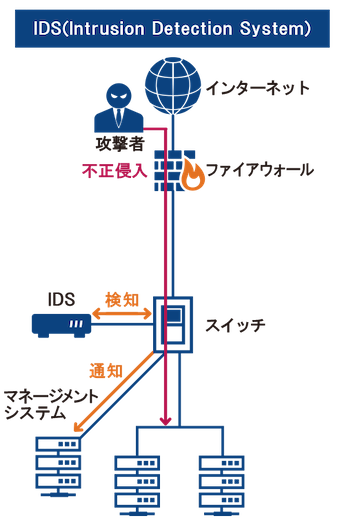 IDS(Intrusion Detection System)
インターネット
攻撃者
不正侵入
ファイアウォール
IDS
検知
スイッチ
通知
マネージメント
システム